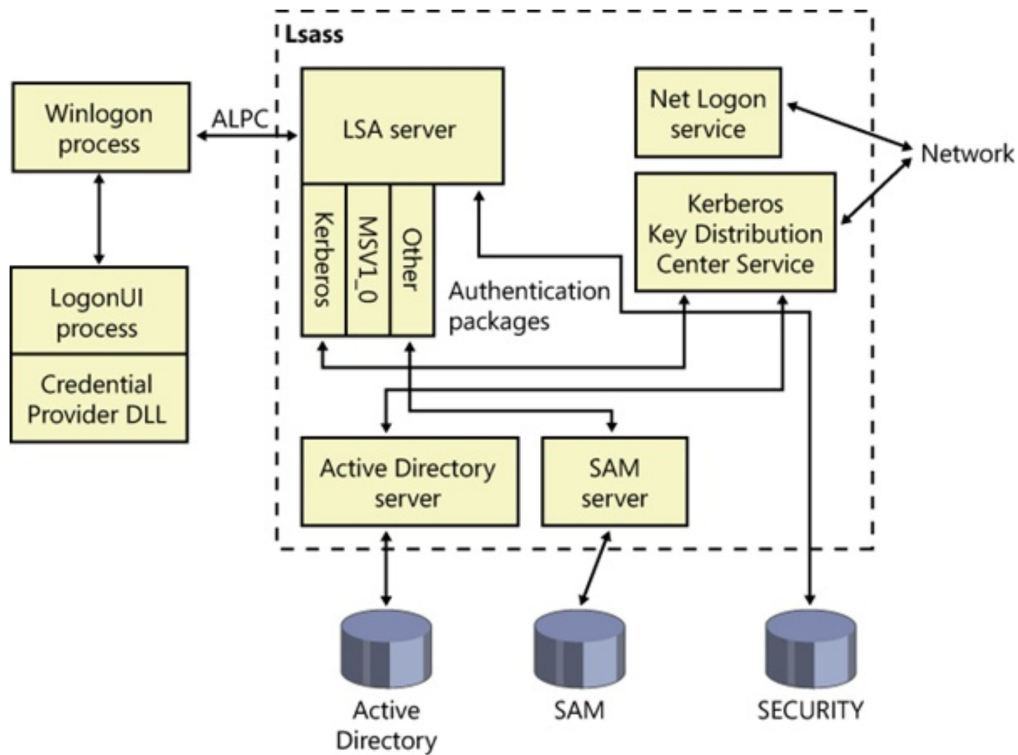 Lsass
Winlogon
process
ALPC
LSA server
Net Logon
service
Network
Kerberos
MSV1_0
Other
Kerberos
Key Distribution
Center Service
LogonUI
process
Credential
Provider DLL
Authentication
packages
Active Directory
server
SAM
server
Active
Directory
SAM
SECURITY